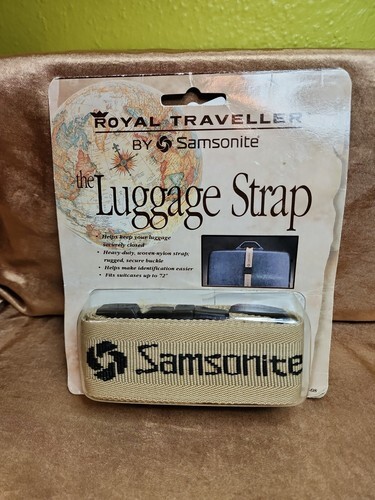 ROYAL TRAVELLER
BY Samsonite
the Luggage Strap
• Helps keep your luggage
securely closed
• Heavy-duty, woven nylon strap,
rugged, secure buckle
• Helps make identification easier
• Fits suitcases up to 72"
Samsonite